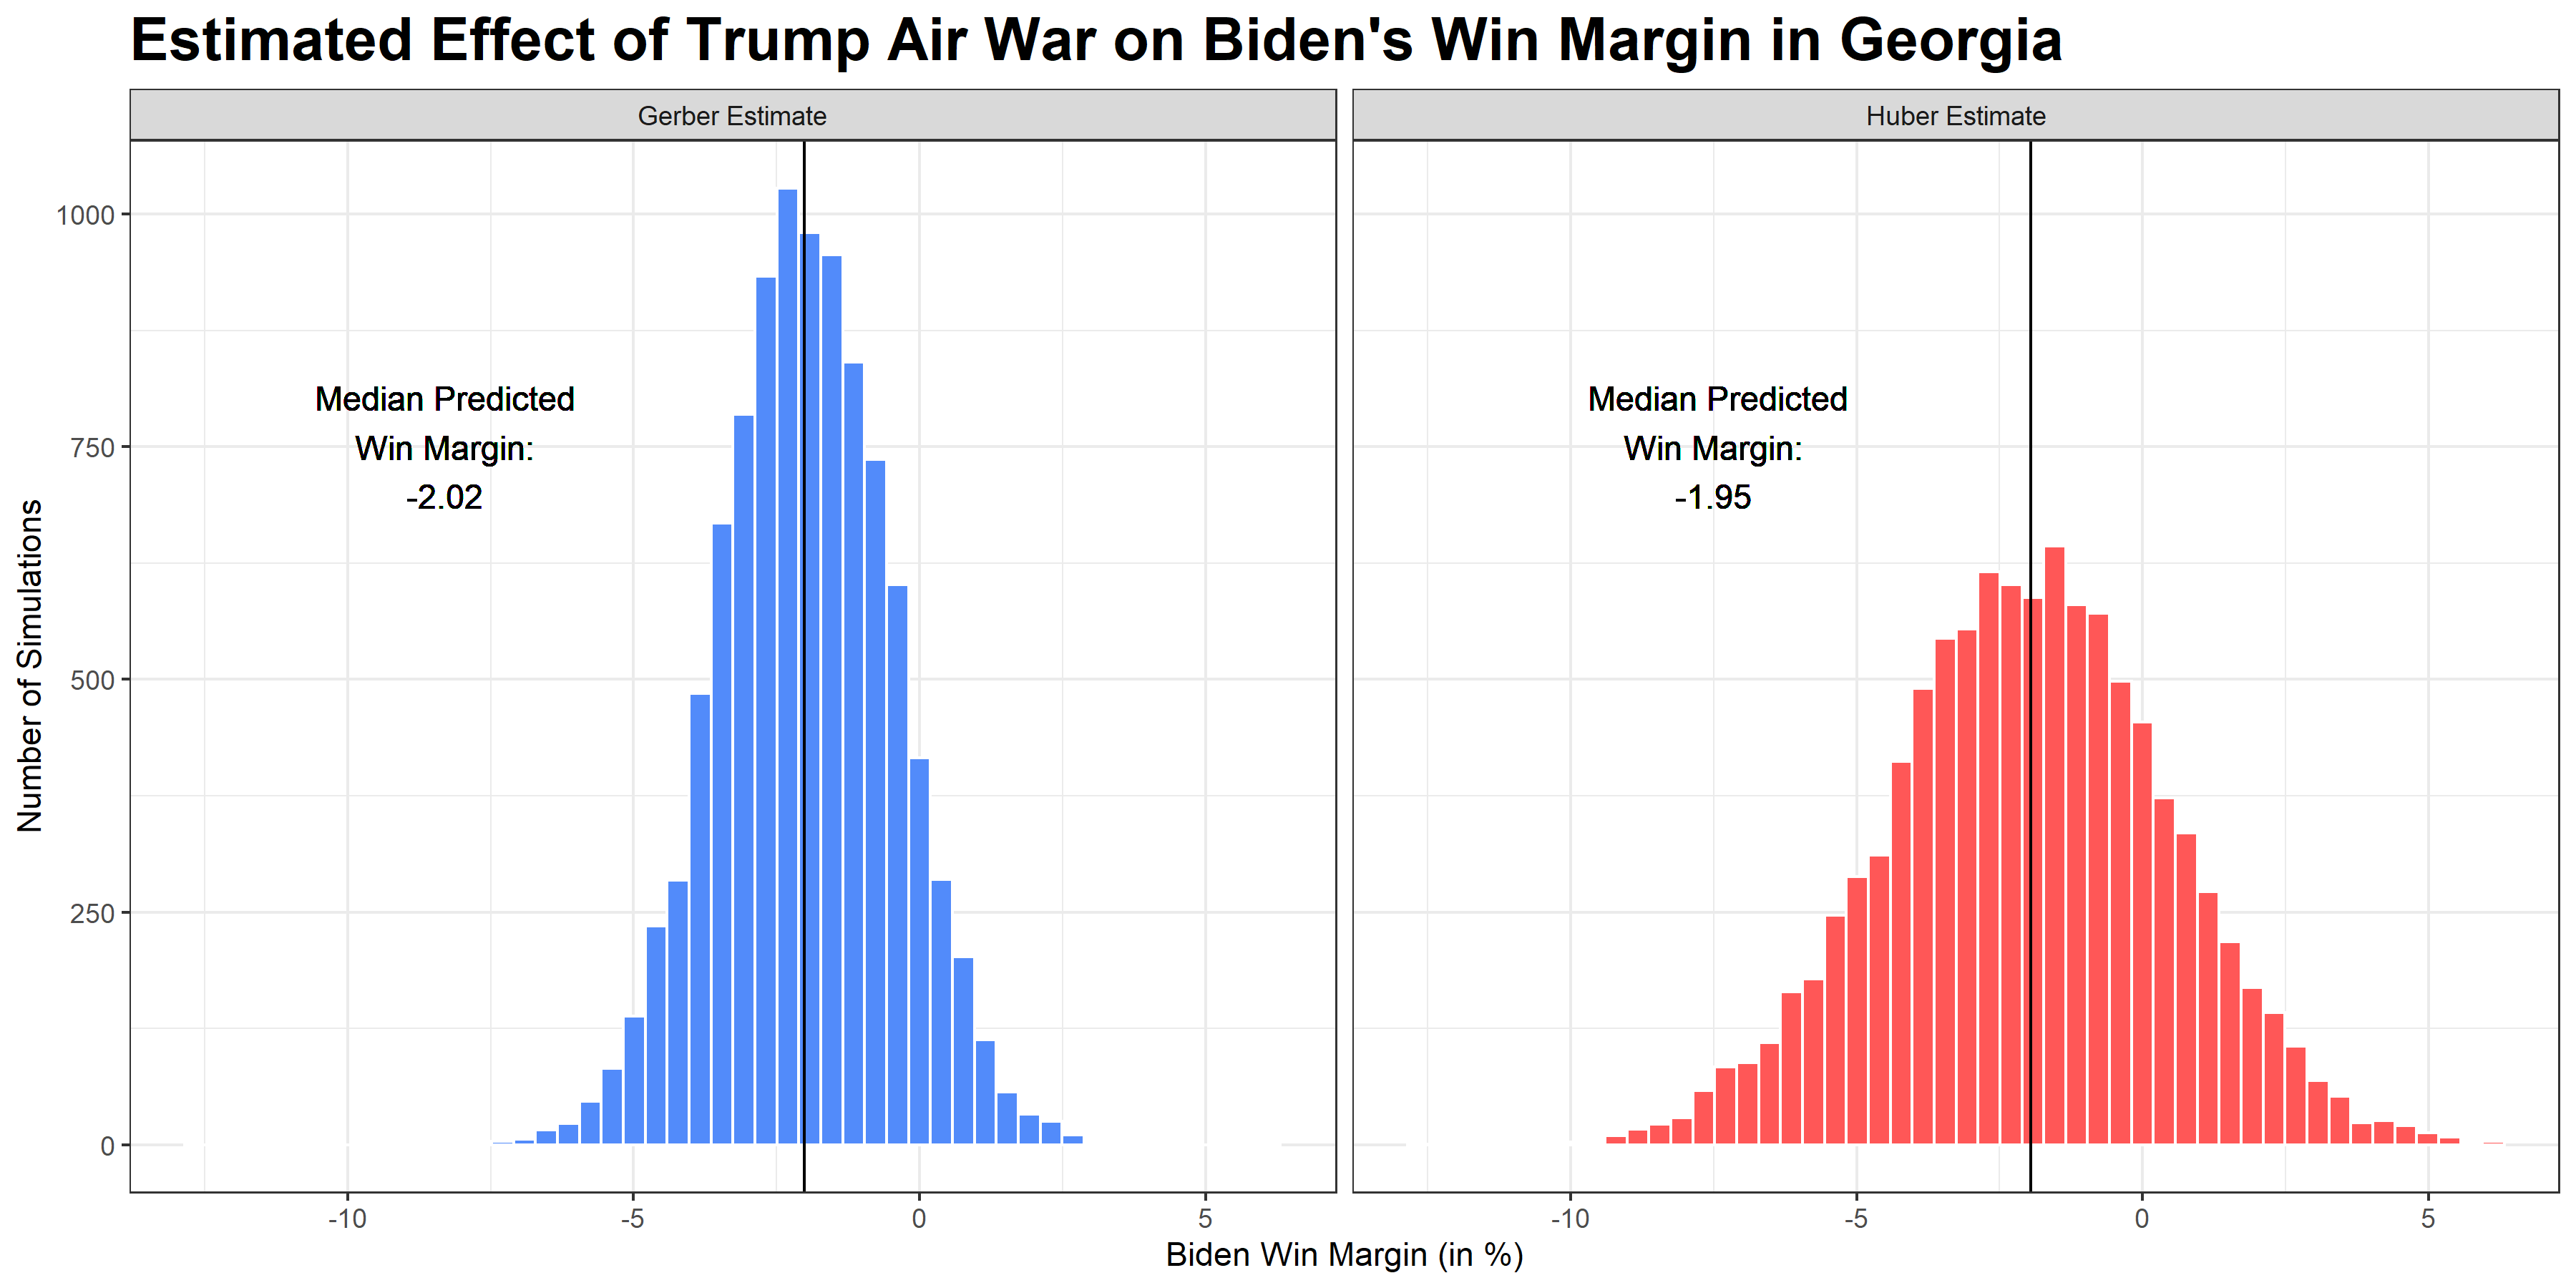 Estimated Effect of Trump Air War on Biden's Win Margin in Georgia
Gerber Estimate
Huber Estimate
Number of Simulations
1000
750
500
250
0
Median Predicted
Win Margin:
-2.02
Median Predicted
Win Margin:
-1.95
-10
-5
0
5
-10
-5
0
5
Biden Win Margin (in %)